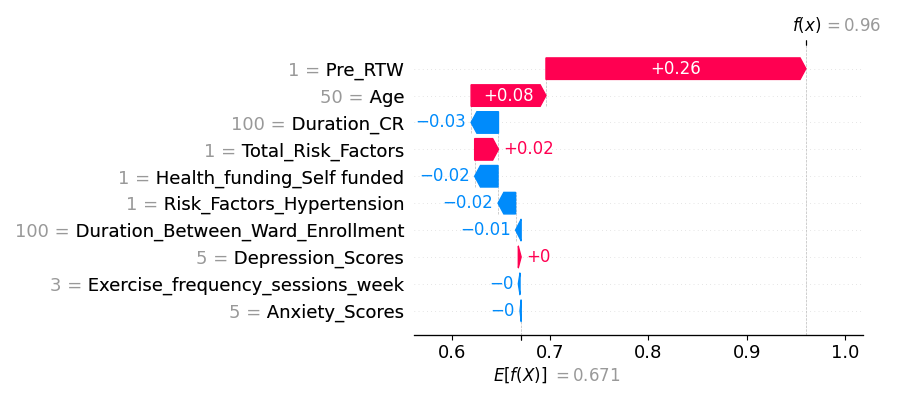 f(x) = 0.96
1 = Pre_RTW
+0.26
50 = Age
+0.08
100 = Duration_CR
−0.03
1 = Total_Risk_Factors
+0.02
1 = Health_funding_Self funded
−0.02
1 = Risk_Factors_Hypertension
−0.02
100 = Duration_Between_Ward_Enrollment
−0.01
5 = Depression_Scores
+0
3 = Exercise_frequency_sessions_week
−0
5 = Anxiety_Scores
−0
0.6 0.7 0.8 0.9 1.0
E[f(X)] = 0.671